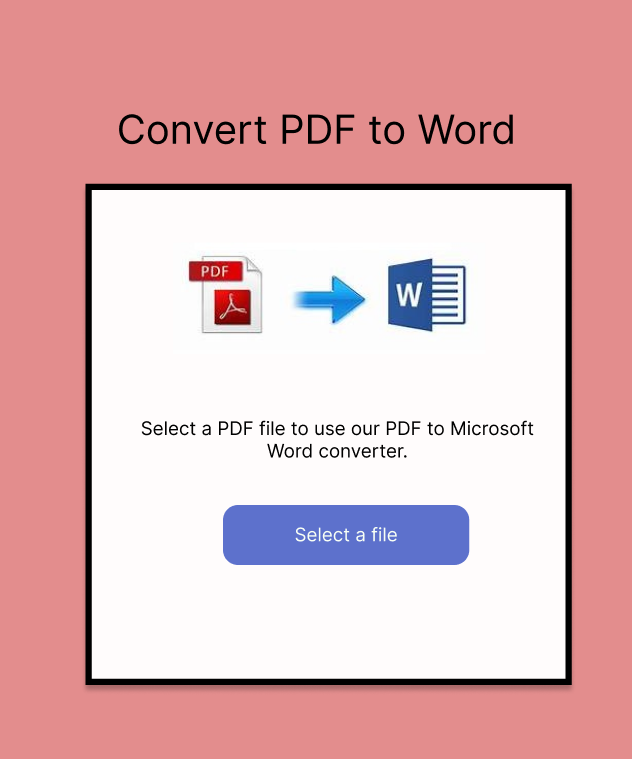 Convert PDF to Word
PDF
W
Select a PDF file to use our PDF to Microsoft
Word converter.
Select a file